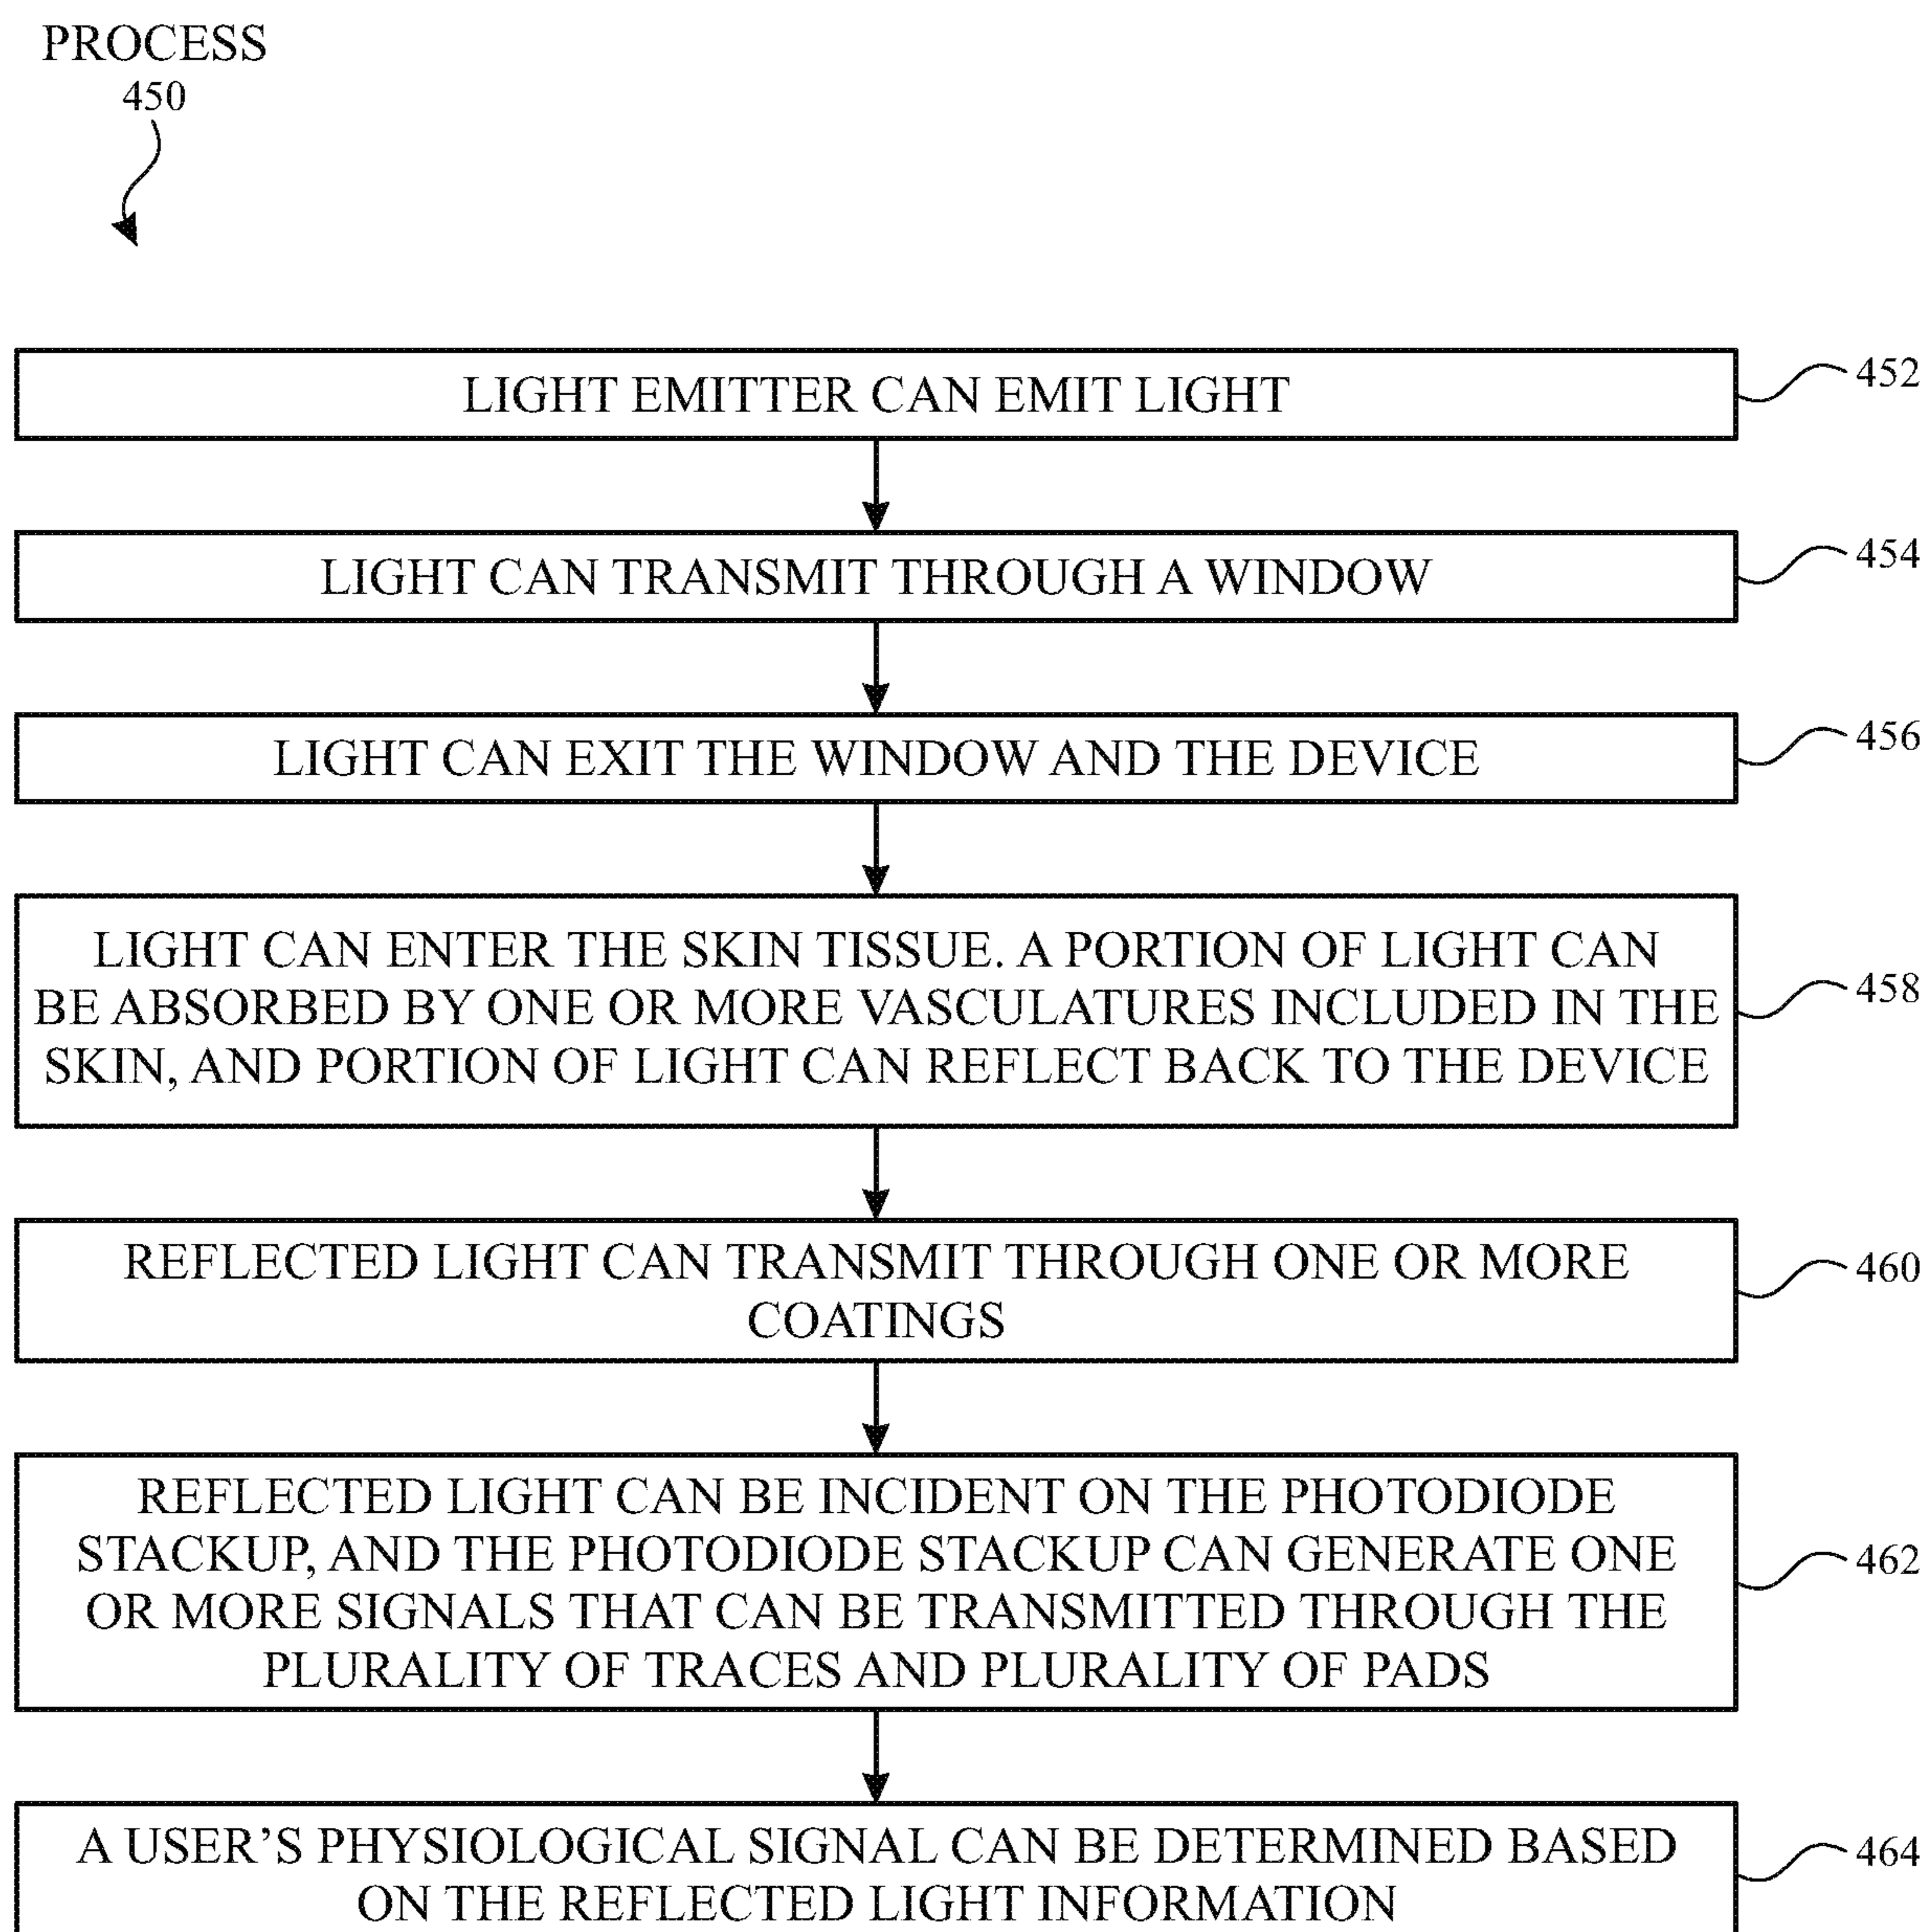 PROCESS
450
LIGHT EMITTER CAN EMIT LIGHT
452
LIGHT CAN TRANSMIT THROUGH A WINDOW
454
LIGHT CAN EXIT THE WINDOW AND THE DEVICE
456
LIGHT CAN ENTER THE SKIN TISSUE. A PORTION OF LIGHT CAN
BE ABSORBED BY ONE OR MORE VASCULATURES INCLUDED IN THE
SKIN, AND PORTION OF LIGHT CAN REFLECT BACK TO THE DEVICE
458
REFLECTED LIGHT CAN TRANSMIT THROUGH ONE OR MORE
COATINGS
460
REFLECTED LIGHT CAN BE INCIDENT ON THE PHOTODIODE
STACKUP, AND THE PHOTODIODE STACKUP CAN GENERATE ONE
OR MORE SIGNALS THAT CAN BE TRANSMITTED THROUGH THE
PLURALITY OF TRACES AND PLURALITY OF PADS
462
A USER’S PHYSIOLOGICAL SIGNAL CAN BE DETERMINED BASED
ON THE REFLECTED LIGHT INFORMATION
464